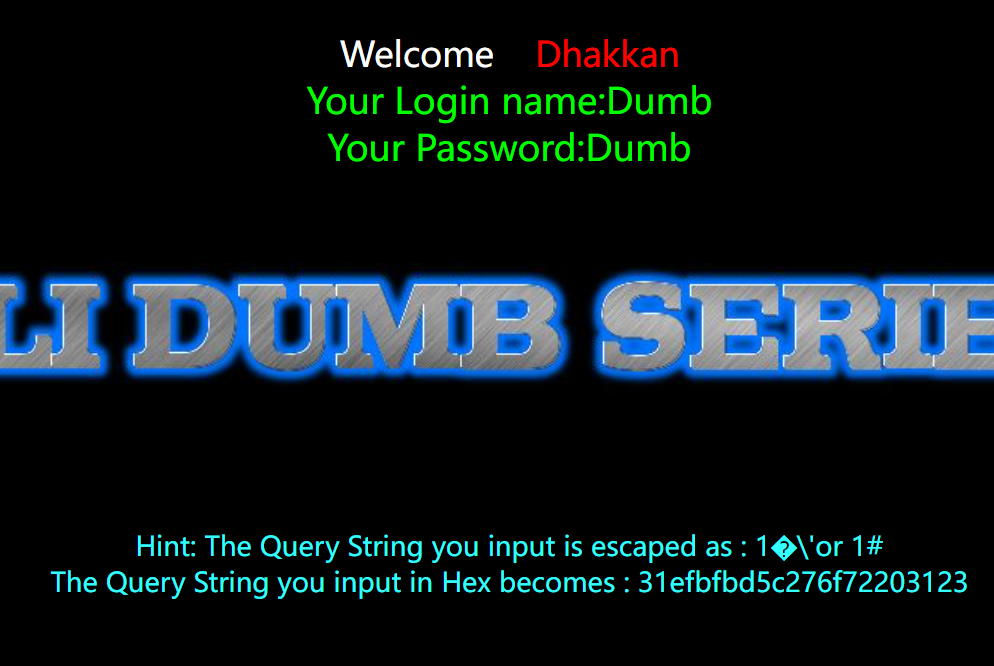 Welcome Dhakkan
Your Login name:Dumb
Your Password:Dumb
LI DUMB SERIE
Hint: The Query String you input is escaped as : 1�\'or 1#
The Query String you input in Hex becomes : 31efbfbd5c276f72203123